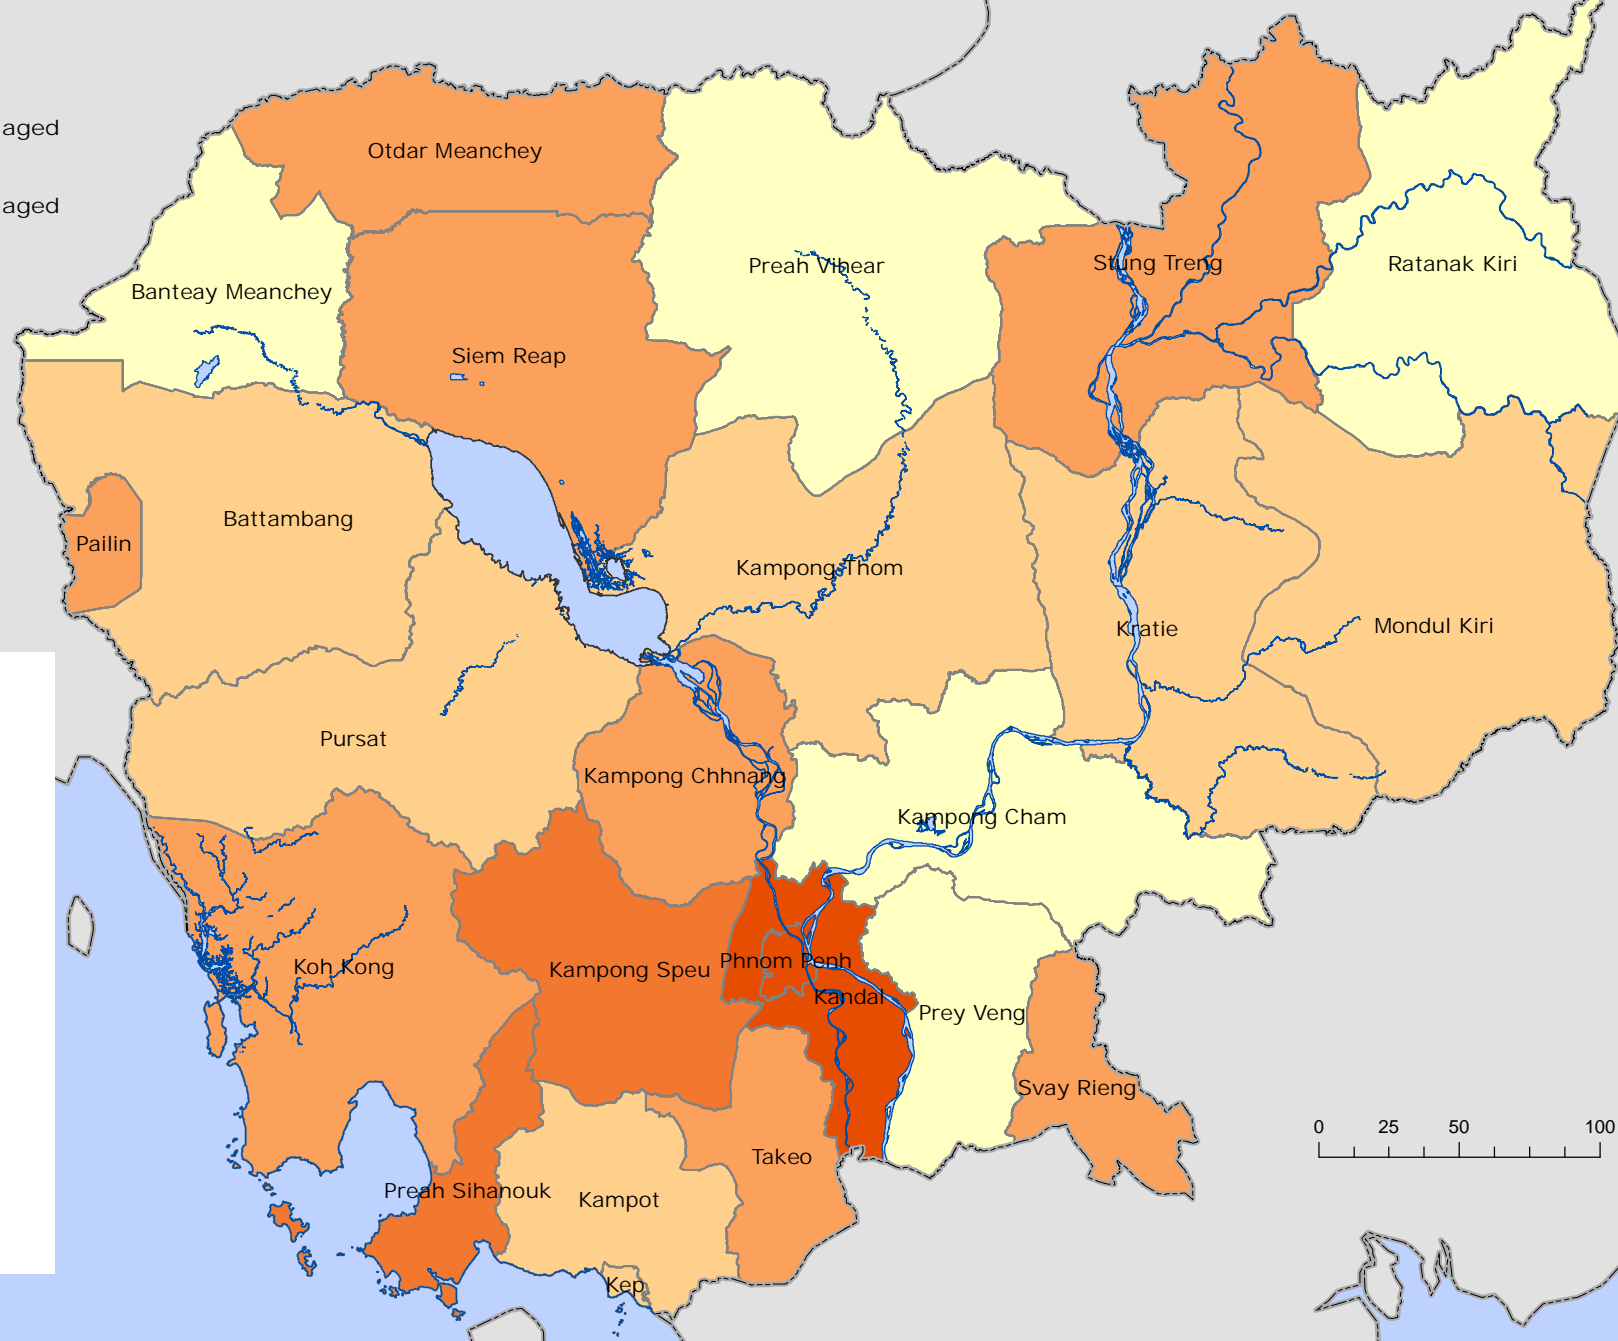 aged
Otdar Meanchey
aged
Preah Vihear
Stung Treng
Ratanak Kiri
Banteay Meanchey
Siem Reap
Battambang
Pailin
Kampong Thom
Kratie
Mondul Kiri
Pursat
Kampong Chhnang
Kampong Cham
Phnom Penh
Koh Kong
Kampong Speu
Kandal
Prey Veng
Svay Rieng
0 25 50 100
Takeo
Preah Sihanouk
Kampot
Kep